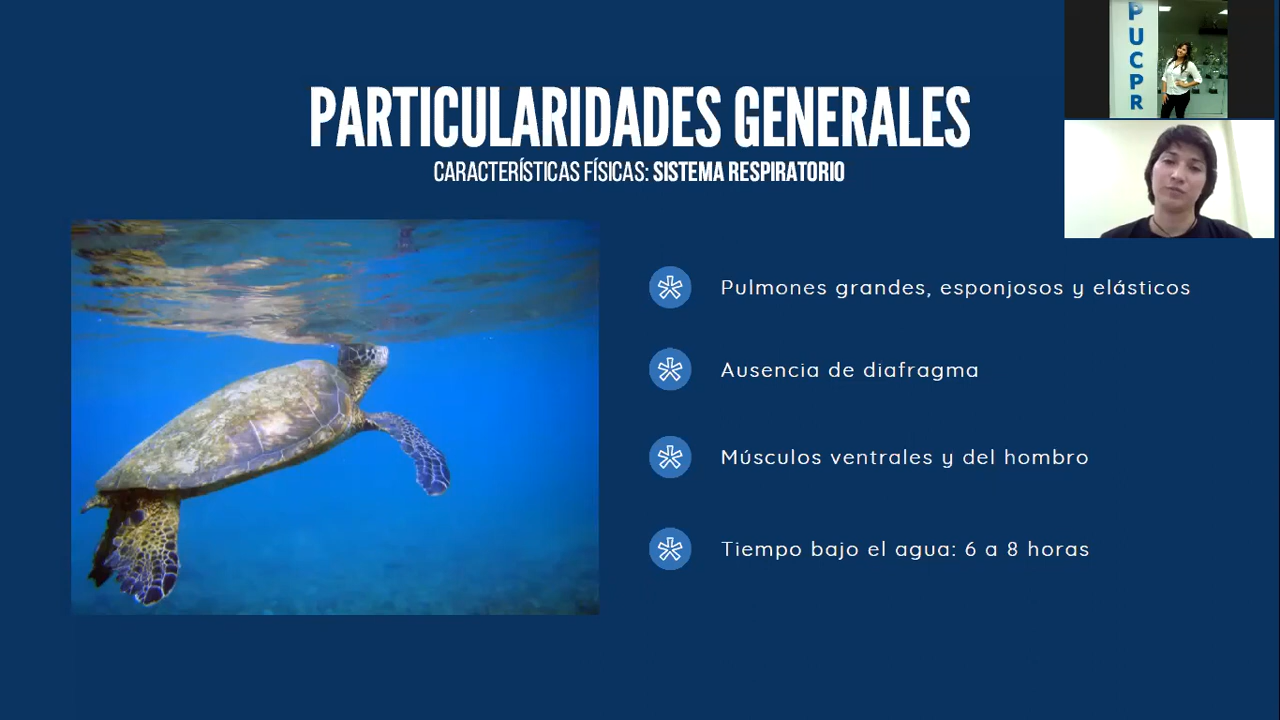 PARTICULARIDADES GENERALES
CARACTERÍSTICAS FÍSICAS: SISTEMA RESPIRATORIO
Pulmones grandes, esponjosos y elásticos
Ausencia de diafragma
Músculos ventrales y del hombro
Tiempo bajo el agua: 6 a 8 horas
PUCPR